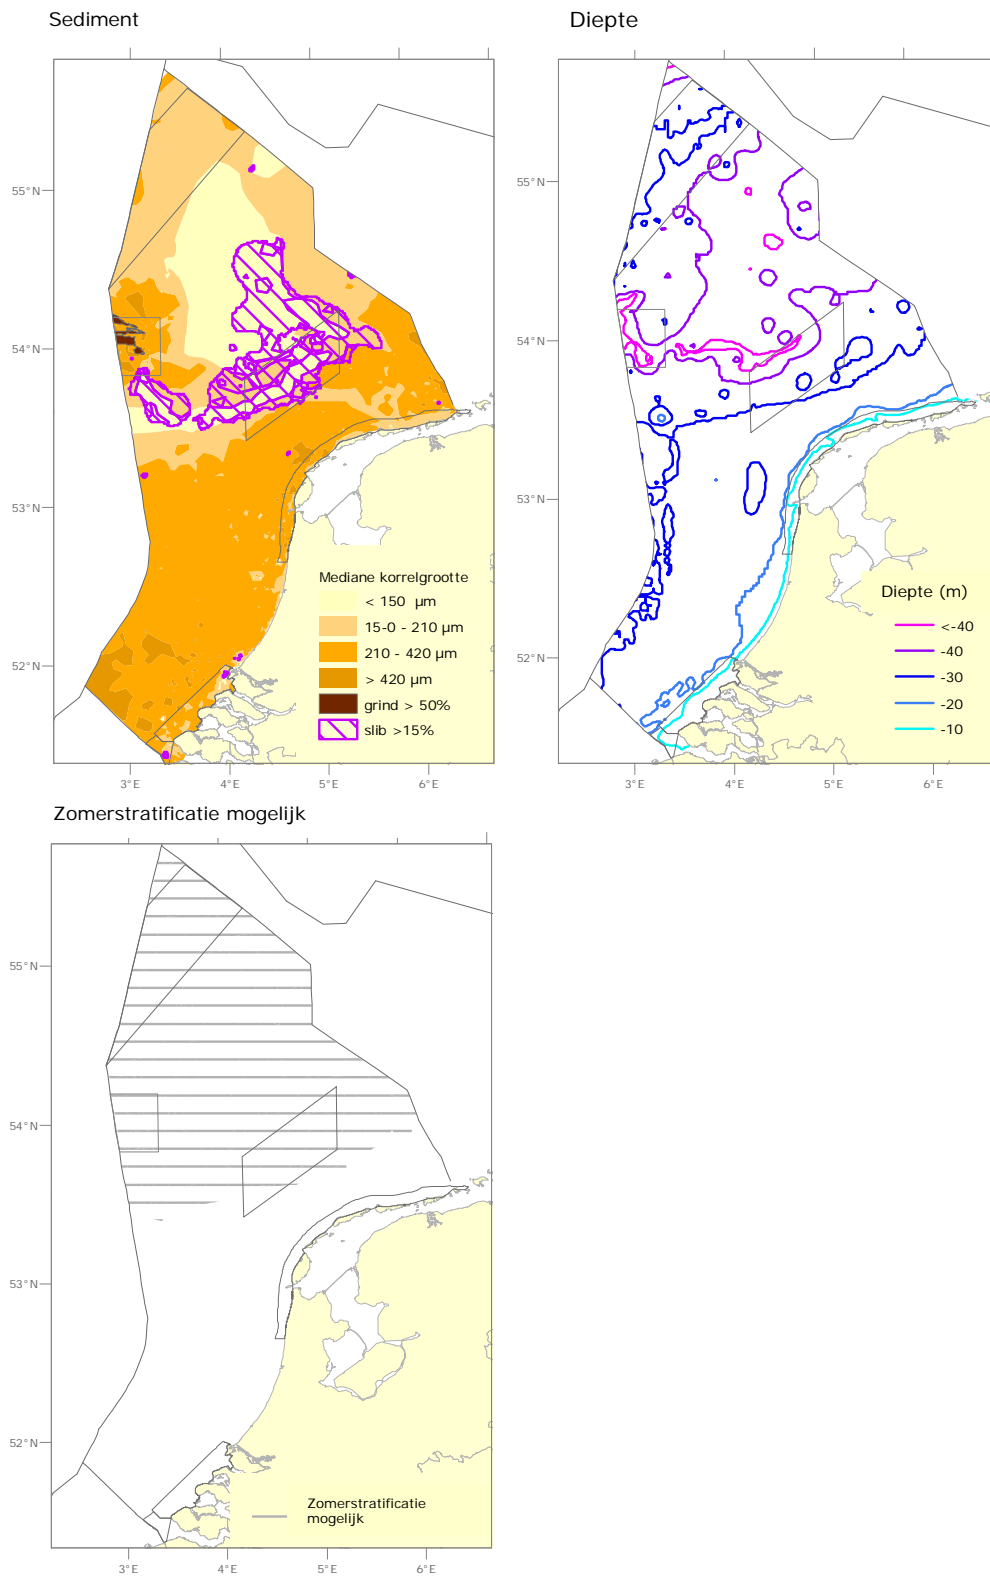 Sediment
55°N
54°N
53°N
52°N
3°E
4°E
5°E
6°E
Mediane korrelgrootte
< 150 µm
15-0 - 210 µm
210 - 420 µm
> 420 µm
grind > 50%
slib >15%
Diepte
55°N
54°N
53°N
52°N
3°E
4°E
5°E
6°E
Diepte (m)
<-40
-40
-30
-20
-10
Zomerstratificatie mogelijk
55°N
54°N
53°N
52°N
3°E
4°E
5°E
6°E
Zomerstratificatie
mogelijk